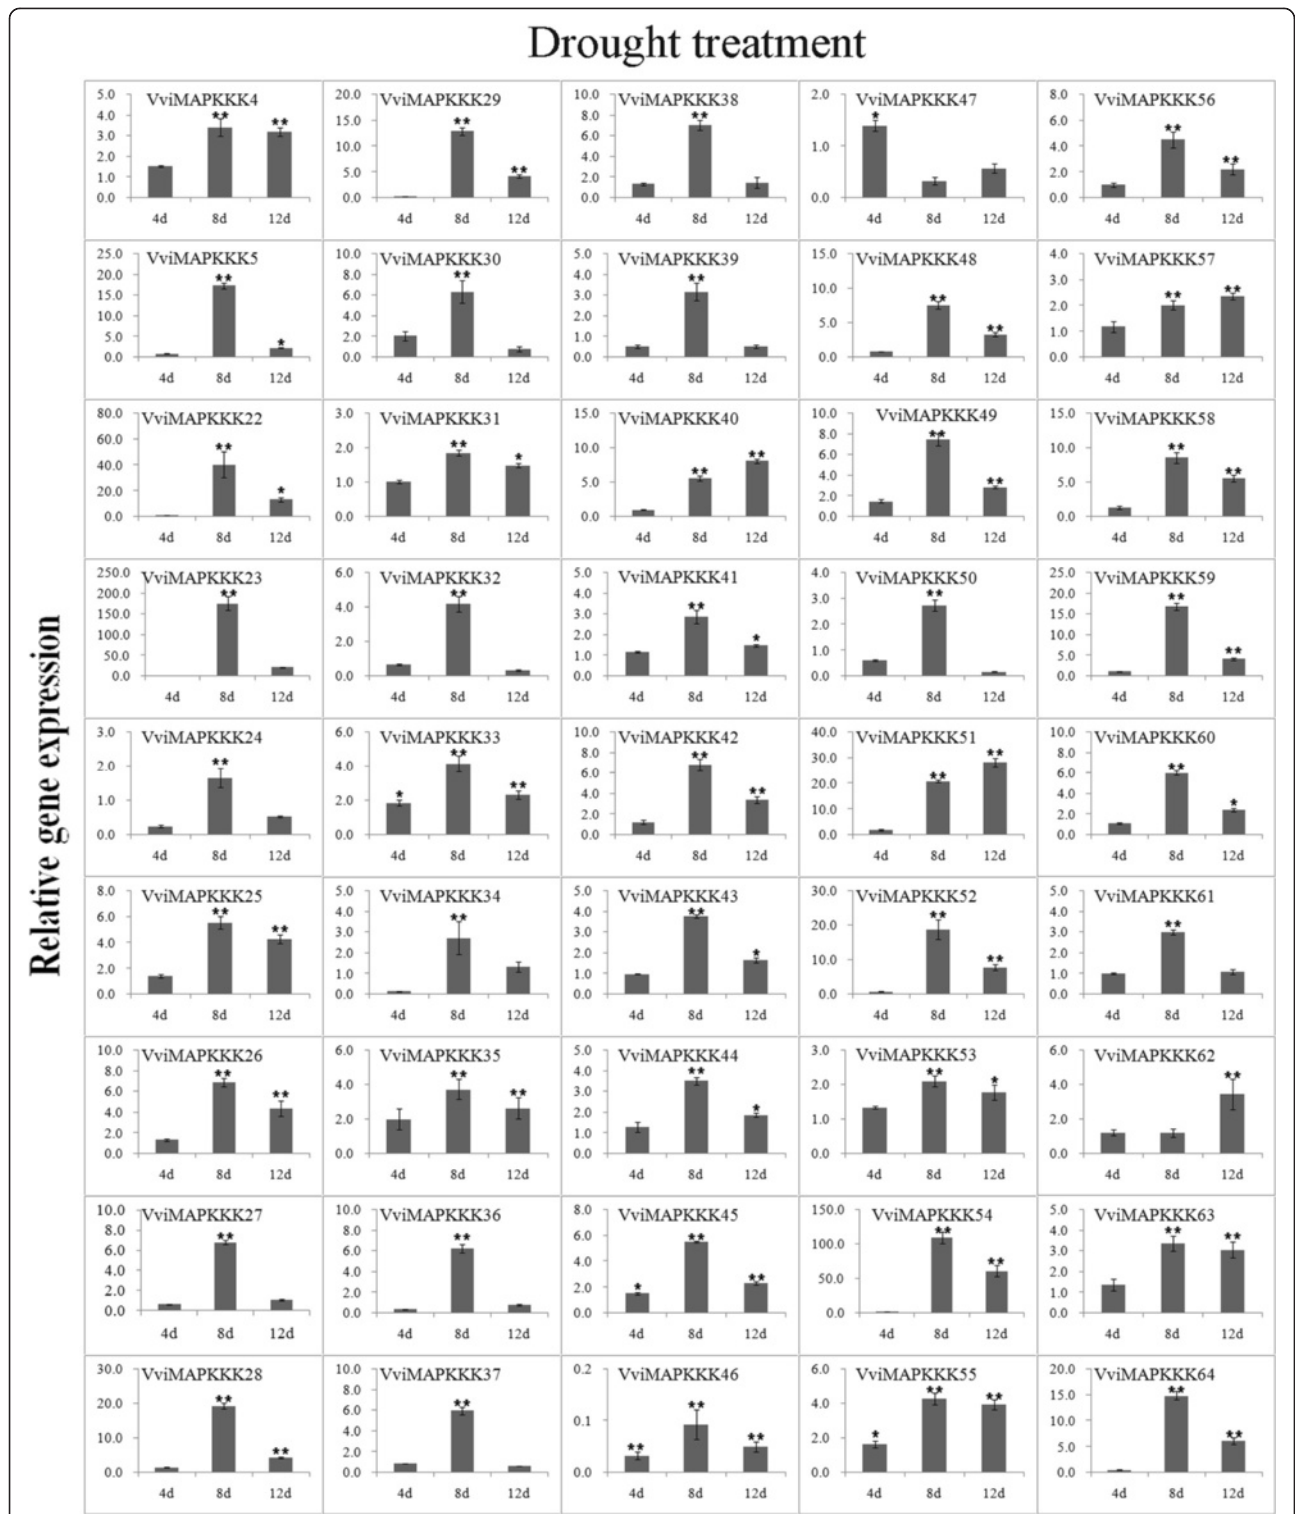 Drought treatment
Relative gene expression
VviMAPKKK4
5.0
4.0
3.0
2.0
1.0
0.0
** **
4d 8d 12d
VviMAPKKK29
20.0
15.0
10.0
5.0
0.0
** **
4d 8d 12d
VviMAPKKK38
10.0
8.0
6.0
4.0
2.0
0.0
**
4d 8d 12d
VviMAPKKK47
2.0
1.0
0.0
*
4d 8d 12d
VviMAPKKK56
8.0
6.0
4.0
2.0
0.0
** **
4d 8d 12d
VviMAPKKK5
25.0
20.0
15.0
10.0
5.0
0.0
** *
4d 8d 12d
VviMAPKKK30
10.0
8.0
6.0
4.0
2.0
0.0
**
4d 8d 12d
VviMAPKKK39
5.0
4.0
3.0
2.0
1.0
0.0
**
4d 8d 12d
VviMAPKKK48
15.0
10.0
5.0
0.0
** **
4d 8d 12d
VviMAPKKK57
4.0
3.0
2.0
1.0
0.0
** **
4d 8d 12d
VviMAPKKK22
80.0
60.0
40.0
20.0
0.0
** *
4d 8d 12d
VviMAPKKK31
3.0
2.0
1.0
0.0
** *
4d 8d 12d
VviMAPKKK40
15.0
10.0
5.0
0.0
** **
4d 8d 12d
VviMAPKKK49
10.0
8.0
6.0
4.0
2.0
0.0
** **
4d 8d 12d
VviMAPKKK58
15.0
10.0
5.0
0.0
** **
4d 8d 12d
VviMAPKKK23
250.0
200.0
150.0
100.0
50.0
0.0
**
4d 8d 12d
VviMAPKKK32
6.0
4.0
2.0
0.0
**
4d 8d 12d
VviMAPKKK41
5.0
4.0
3.0
2.0
1.0
0.0
** *
4d 8d 12d
VviMAPKKK50
4.0
3.0
2.0
1.0
0.0
**
4d 8d 12d
VviMAPKKK59
25.0
20.0
15.0
10.0
5.0
0.0
** **
4d 8d 12d
VviMAPKKK24
3.0
2.0
1.0
0.0
**
4d 8d 12d
VviMAPKKK33
6.0
4.0
2.0
0.0
* ** **
4d 8d 12d
VviMAPKKK42
10.0
8.0
6.0
4.0
2.0
0.0
** **
4d 8d 12d
VviMAPKKK51
40.0
30.0
20.0
10.0
0.0
** **
4d 8d 12d
VviMAPKKK60
10.0
8.0
6.0
4.0
2.0
0.0
** *
4d 8d 12d
VviMAPKKK25
8.0
6.0
4.0
2.0
0.0
** **
4d 8d 12d
VviMAPKKK34
5.0
4.0
3.0
2.0
1.0
0.0
**
4d 8d 12d
VviMAPKKK43
5.0
4.0
3.0
2.0
1.0
0.0
** *
4d 8d 12d
VviMAPKKK52
30.0
20.0
10.0
0.0
** **
4d 8d 12d
VviMAPKKK61
5.0
4.0
3.0
2.0
1.0
0.0
**
4d 8d 12d
VviMAPKKK26
10.0
8.0
6.0
4.0
2.0
0.0
** **
4d 8d 12d
VviMAPKKK35
6.0
4.0
2.0
0.0
** **
4d 8d 12d
VviMAPKKK44
5.0
4.0
3.0
2.0
1.0
0.0
** *
4d 8d 12d
VviMAPKKK53
3.0
2.0
1.0
0.0
** *
4d 8d 12d
VviMAPKKK62
6.0
4.0
2.0
0.0
**
4d 8d 12d
VviMAPKKK27
10.0
8.0
6.0
4.0
2.0
0.0
**
4d 8d 12d
VviMAPKKK36
10.0
8.0
6.0
4.0
2.0
0.0
**
4d 8d 12d
VviMAPKKK45
8.0
6.0
4.0
2.0
0.0
* ** **
4d 8d 12d
VviMAPKKK54
150.0
100.0
50.0
0.0
** **
4d 8d 12d
VviMAPKKK63
5.0
4.0
3.0
2.0
1.0
0.0
** **
4d 8d 12d
VviMAPKKK28
30.0
20.0
10.0
0.0
** **
4d 8d 12d
VviMAPKKK37
10.0
8.0
6.0
4.0
2.0
0.0
**
4d 8d 12d
VviMAPKKK46
0.2
0.1
0.0
** ** **
4d 8d 12d
VviMAPKKK55
6.0
4.0
2.0
0.0
* ** **
4d 8d 12d
VviMAPKKK64
20.0
15.0
10.0
5.0
0.0
** **
4d 8d 12d